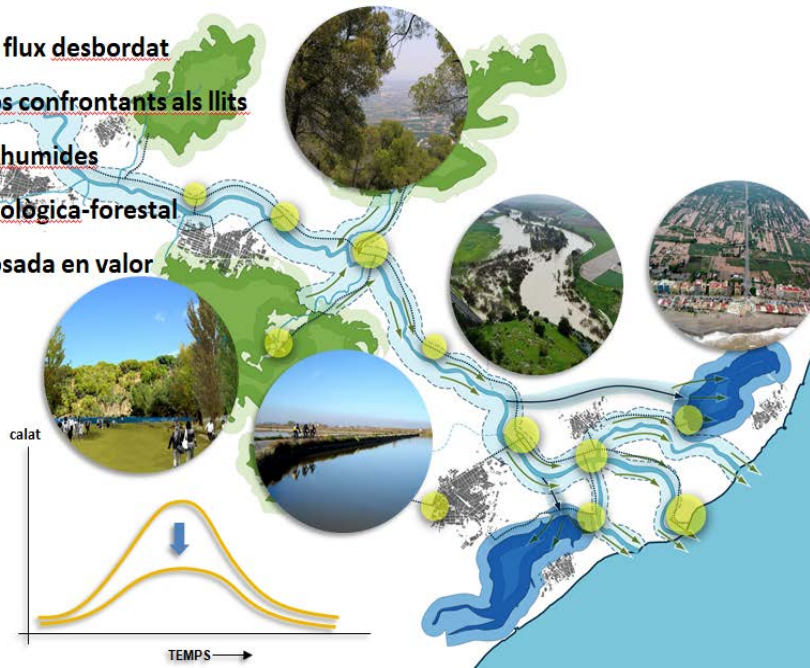 flux desbordat
confrontants als llits
humides
ològica-forestal
osada en valor
calat
TEMPS